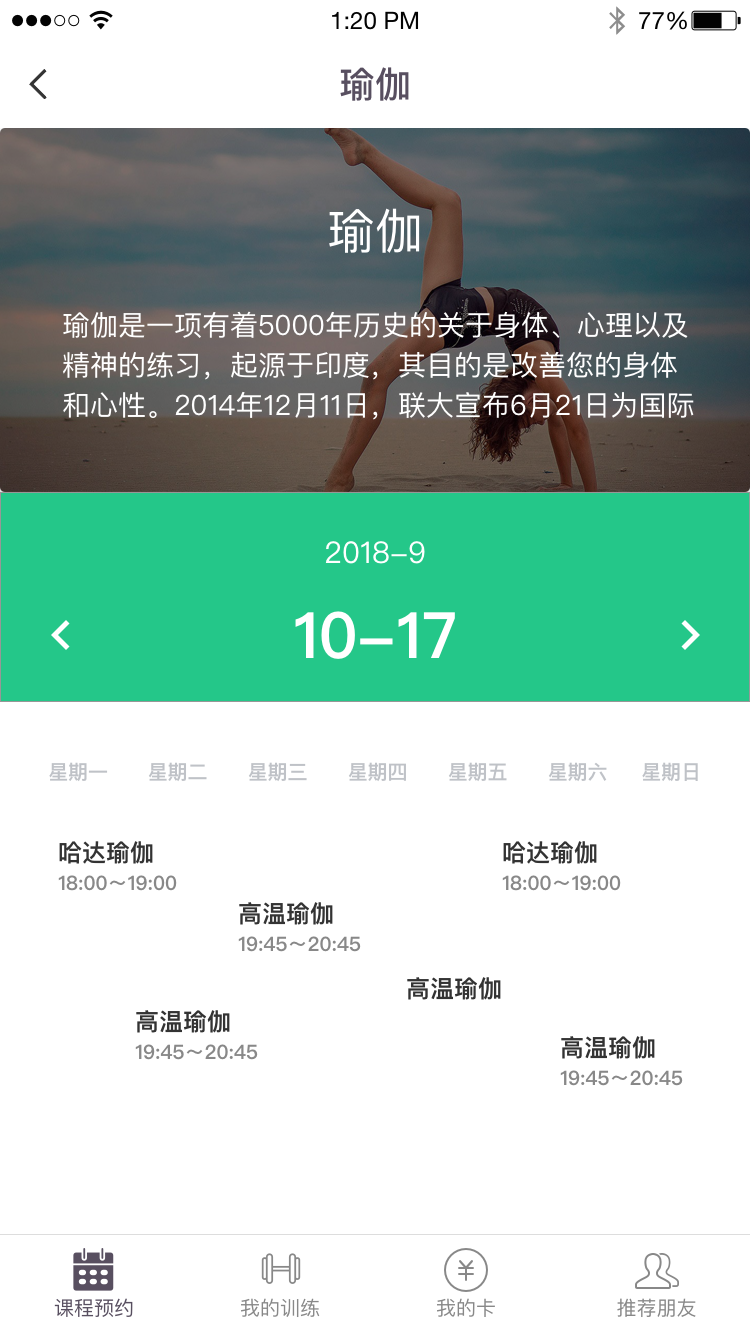 1:20 PM
77%
瑜伽
瑜伽
瑜伽是一项有着5000年历史的关于身体、心理以及
精神的练习，起源于印度，其目的是改善您的身体
和心性。2014年12月11日，联大宣布6月21日为国际
2018-9
10-17
星期一 星期二 星期三 星期四 星期五 星期六 星期日
哈达瑜伽 哈达瑜伽
18:00～19:00 18:00～19:00
高温瑜伽
19:45～20:45
高温瑜伽
高温瑜伽
19:45～20:45
高温瑜伽
19:45～20:45
课程预约 我的训练 我的卡 推荐朋友